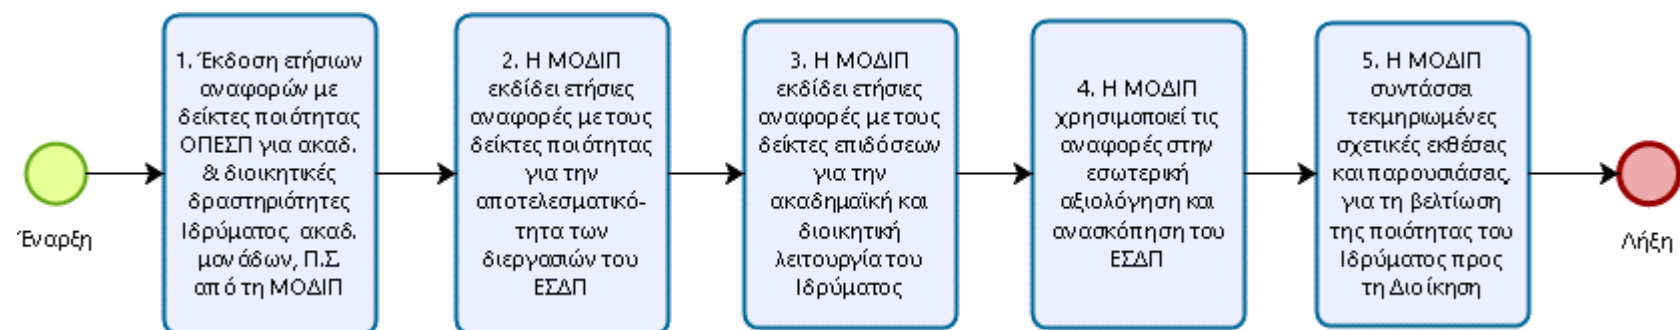 Έναρξη
1. Έκδοση ετήσιων
αναφορών με
δείκτες ποιότητας
ΟΠΕΣΠ για ακαδ.
& διοικητικές
δραστηριότητες
Ιδρύματος, ακαδ.
μονάδων, Π.Σ.
από τη ΜΟΔΙΠ
2. Η ΜΟΔΙΠ
εκδίδει ετήσιες
αναφορές με τους
δείκτες ποιότητας
για την
αποτελεσματικό-
τητα των
διεργασιών του
ΕΣΔΠ
3. Η ΜΟΔΙΠ
εκδίδει ετήσιες
αναφορές με τους
δείκτες επιδόσεων
για την
ακαδημαϊκή και
διοικητική
λειτουργία του
Ιδρύματος
4. Η ΜΟΔΙΠ
χρησιμοποιεί τις
αναφορές στην
εσωτερική
αξιολόγηση και
ανασκόπηση του
ΕΣΔΠ
5. Η ΜΟΔΙΠ
συντάσσει
τεκμηριωμένες
σχετικές εκθέσεις
και παρουσιάσεις,
για τη βελτίωση
της ποιότητας του
Ιδρύματος προς
τη Διοίκηση
Λήξη